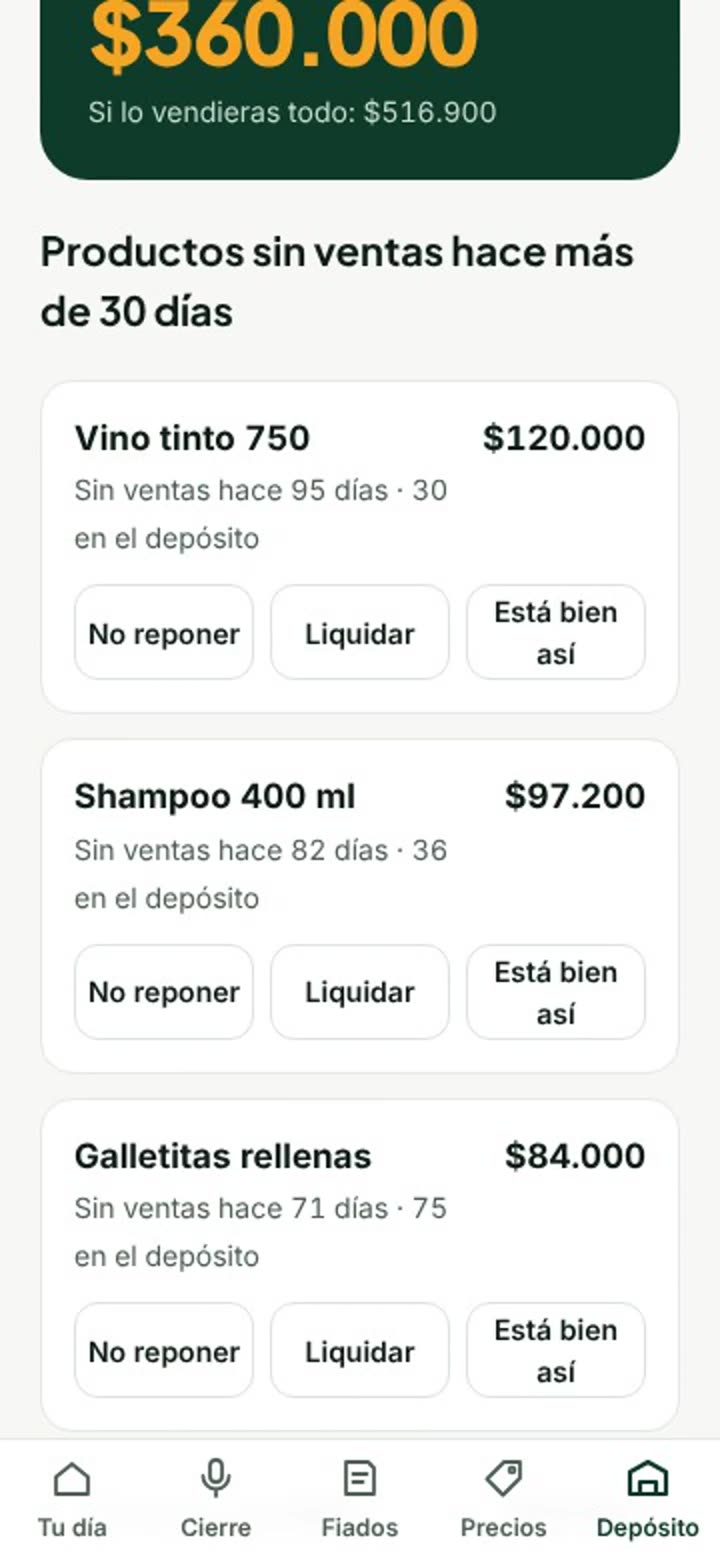 $360.000
Si lo vendieras todo: $516.900
Productos sin ventas hace más
de 30 días
Vino tinto 750 $120.000
Sin ventas hace 95 días · 30
en el depósito
No reponer Liquidar Está bien
así
Shampoo 400 ml $97.200
Sin ventas hace 82 días · 36
en el depósito
No reponer Liquidar Está bien
así
Galletitas rellenas $84.000
Sin ventas hace 71 días · 75
en el depósito
No reponer Liquidar Está bien
así
Tu día Cierre Fiados Precios Depósito